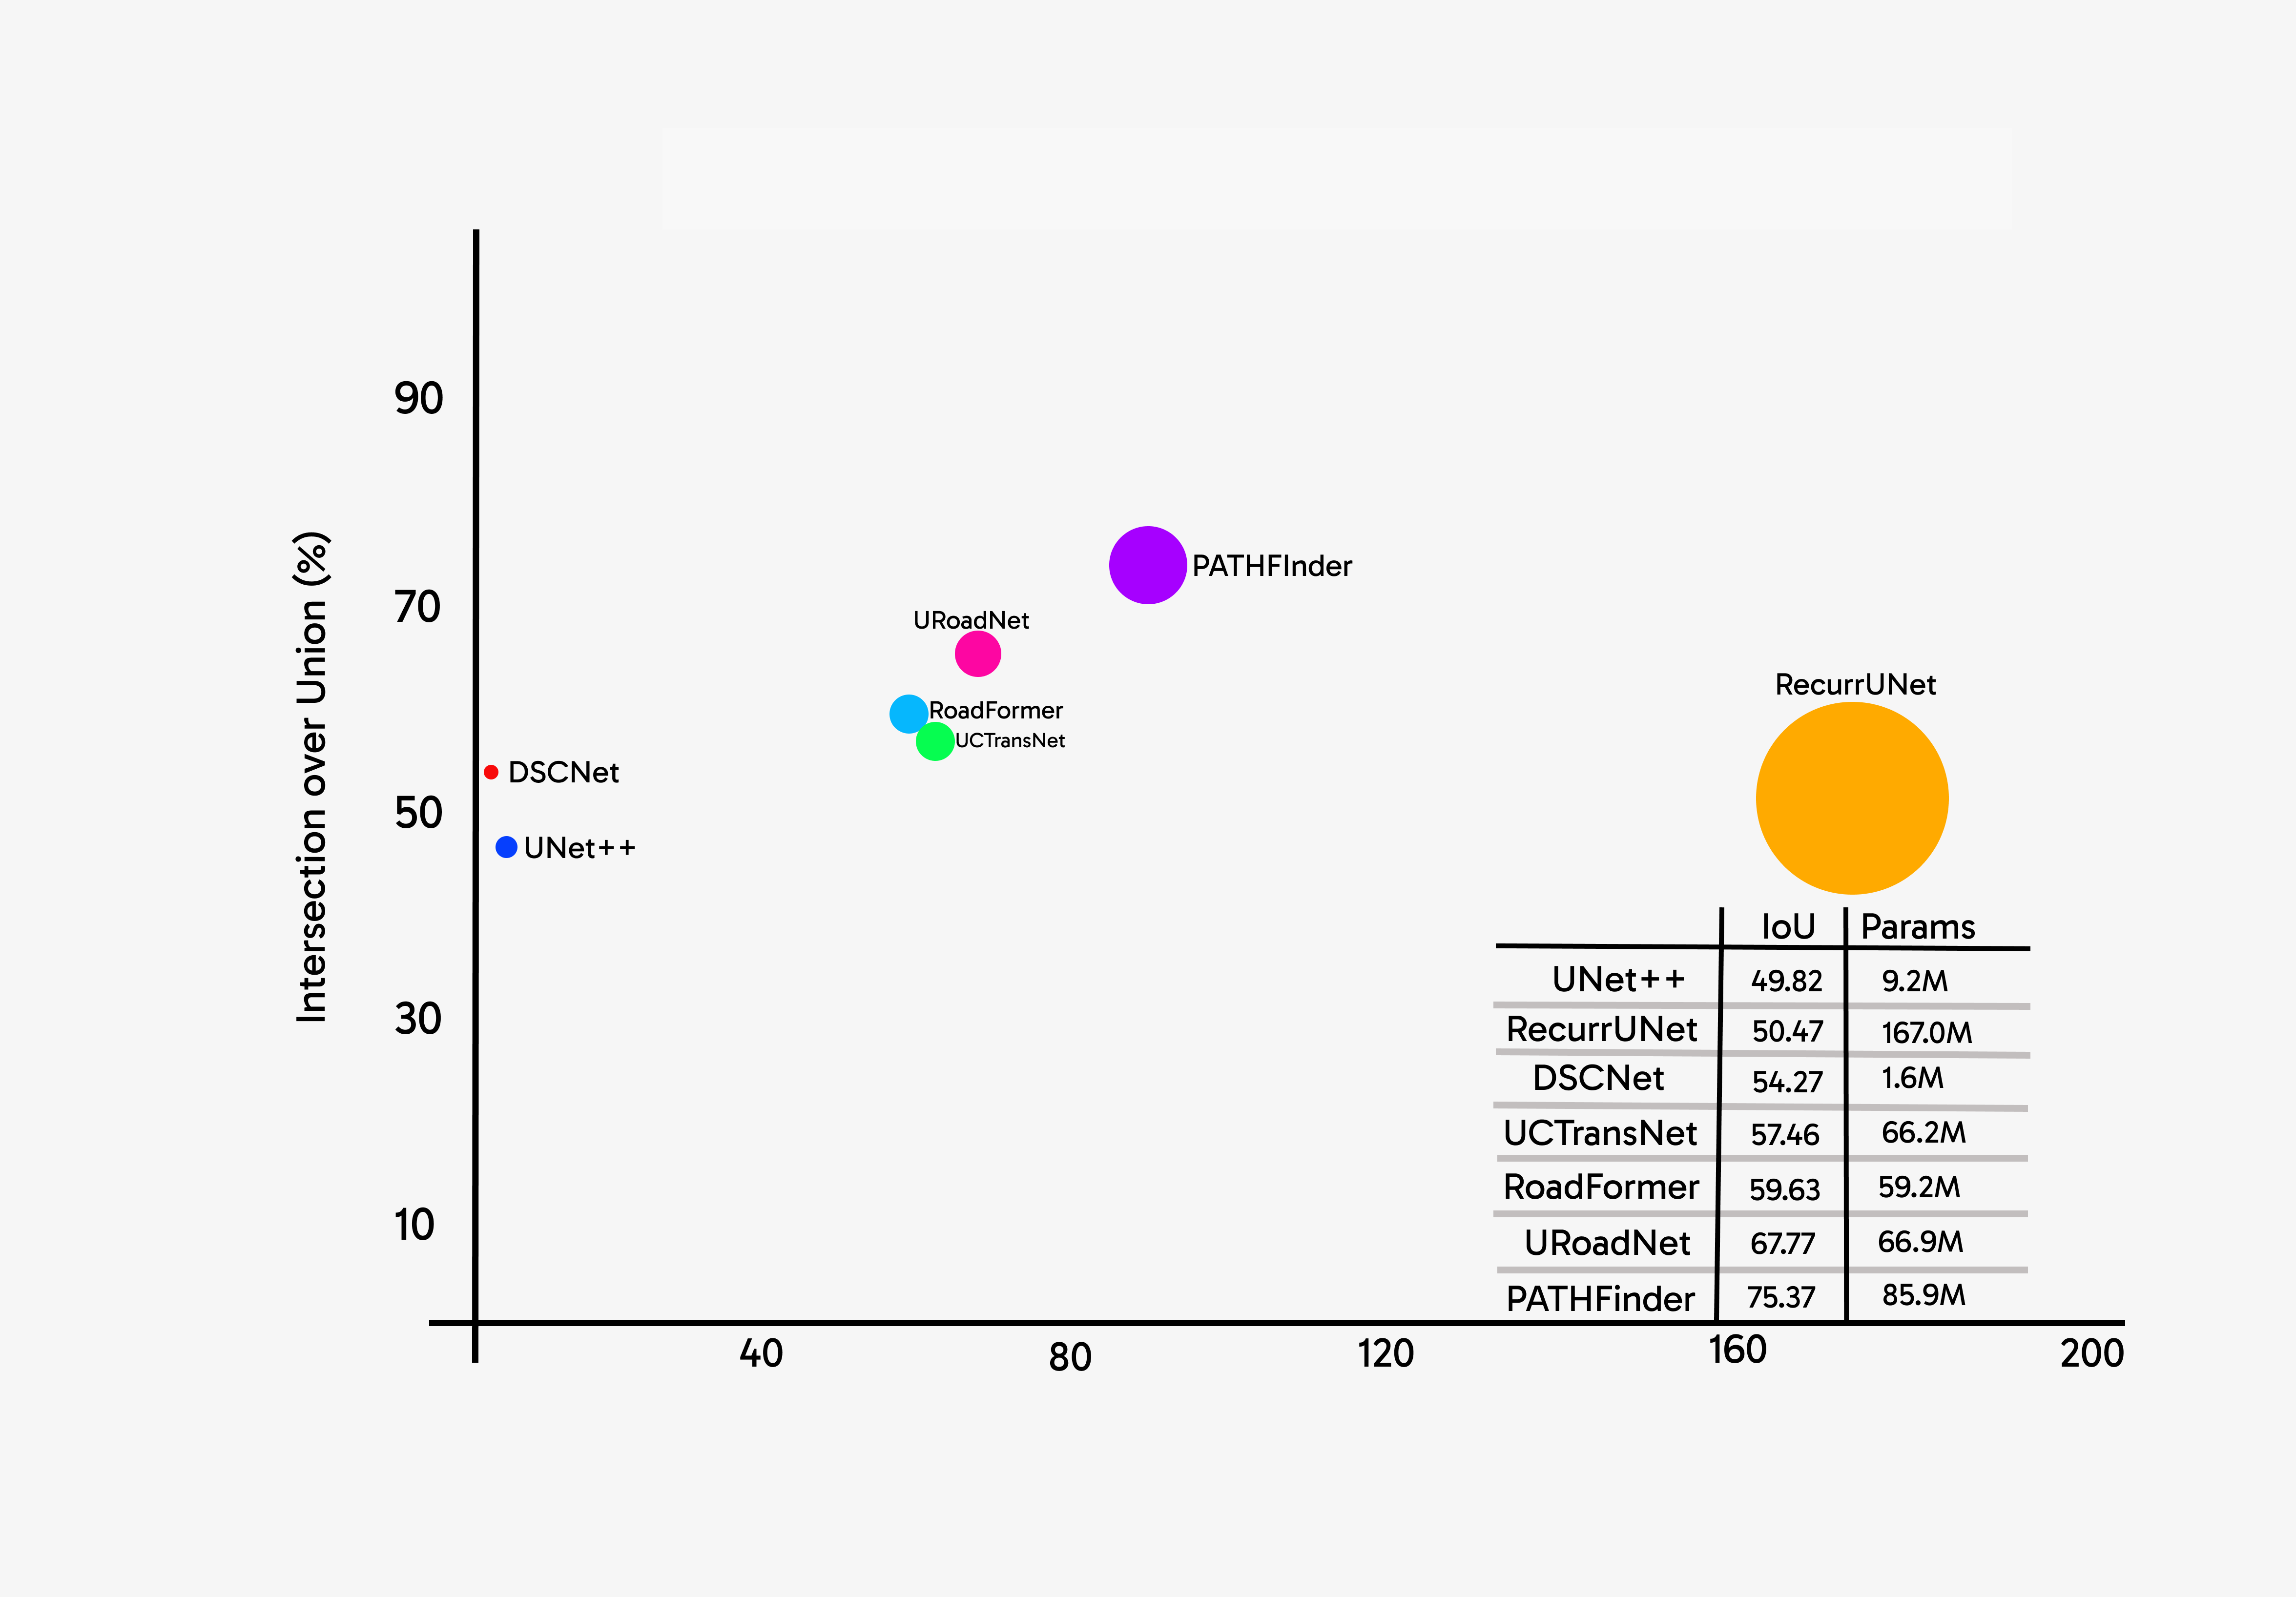 Intersection over Union (%)
90
70
50
30
10
PATHFInder
URoadNet
RoadFormer
UCTransNet
DSCNet
UNet++
RecurrUNet
IoU Params
UNet++ 49.82 9.2M
RecurrUNet 50.47 167.0M
DSCNet 54.27 1.6M
UCTransNet 57.46 66.2M
RoadFormer 59.63 59.2M
URoadNet 67.77 66.9M
PATHFinder 75.37 85.9M
40 80 120 160 200